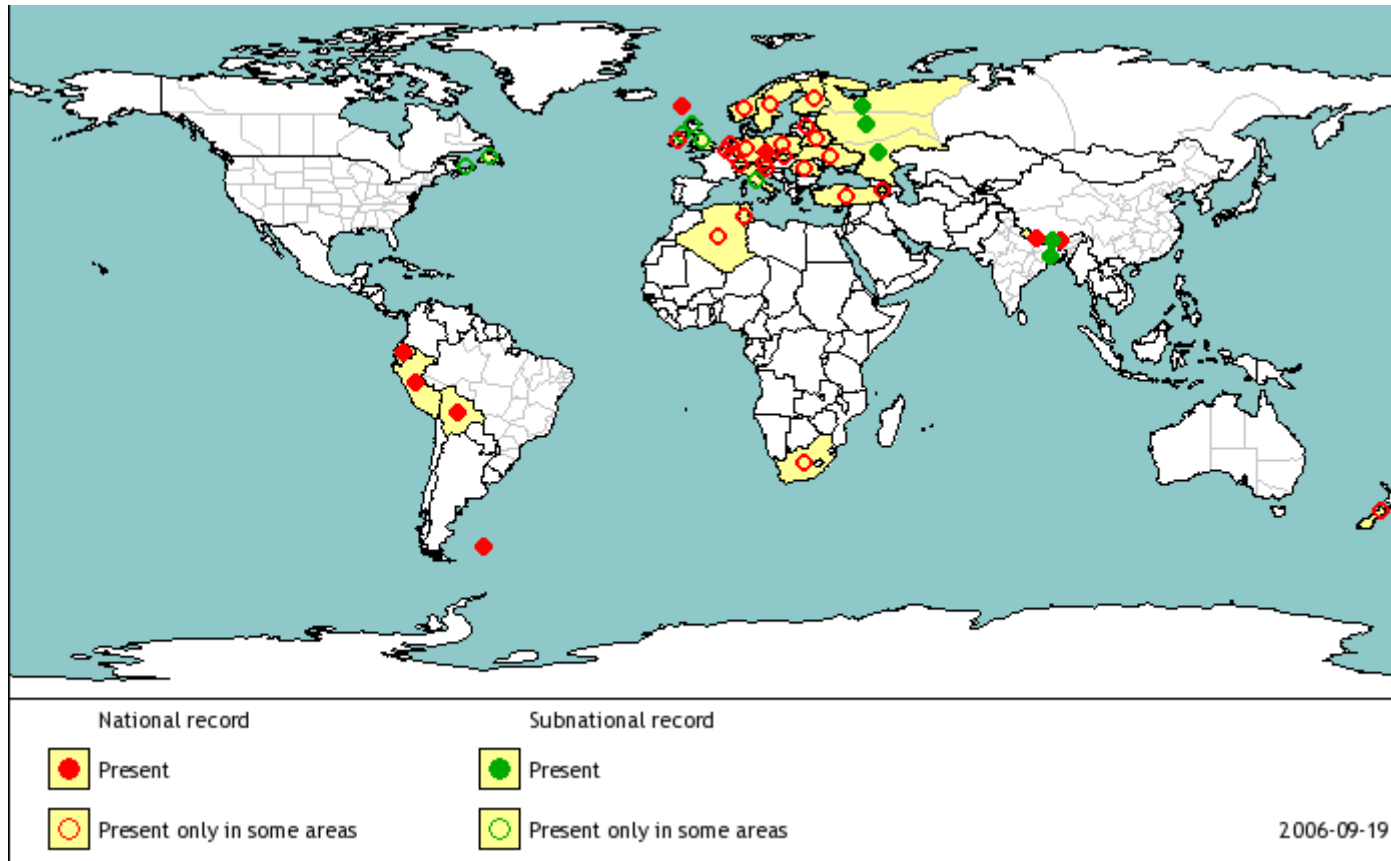 National record
Subnational record
Present
Present
Present only in some areas
Present only in some areas
2006-09-19